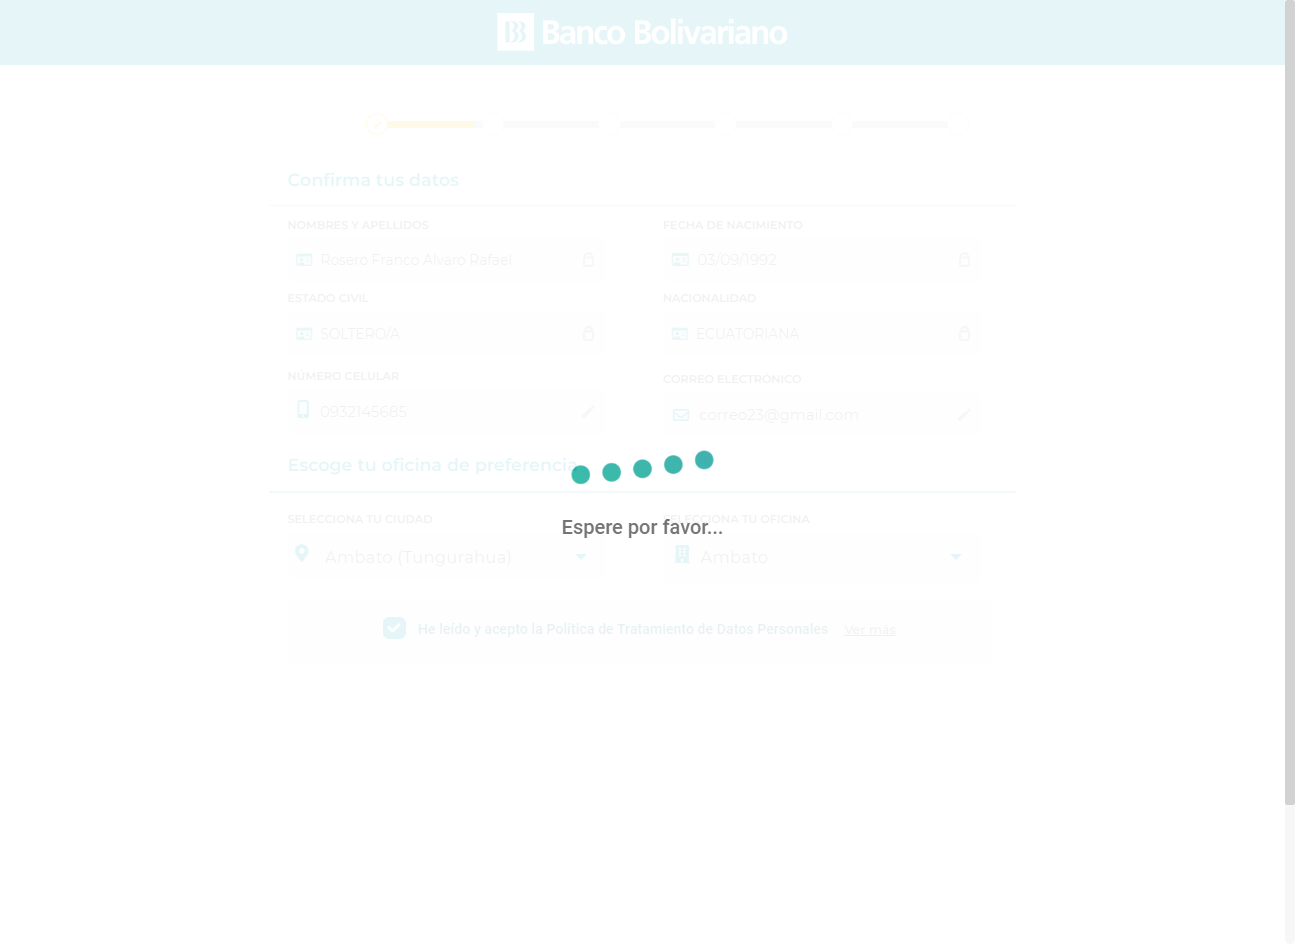 Banco Bolivariano
Confirma tus datos
NOMBRES Y APELLIDOS
FECHA DE NACIMIENTO
Rosero Franco Alvaro Rafael
03/09/1992
ESTADO CIVIL
NACIONALIDAD
SOLTERO/A
ECUATORIANA
NÚMERO CELULAR
CORREO ELECTRÓNICO
0932145685
correo23@gmail.com
Escoge tu oficina de preferencia
SELECCIONA TU CIUDAD
SELECCIONA TU OFICINA
Espere por favor...
Ambato (Tungurahua)
Ambato
He leído y acepto la Política de Tratamiento de Datos Personales Ver más